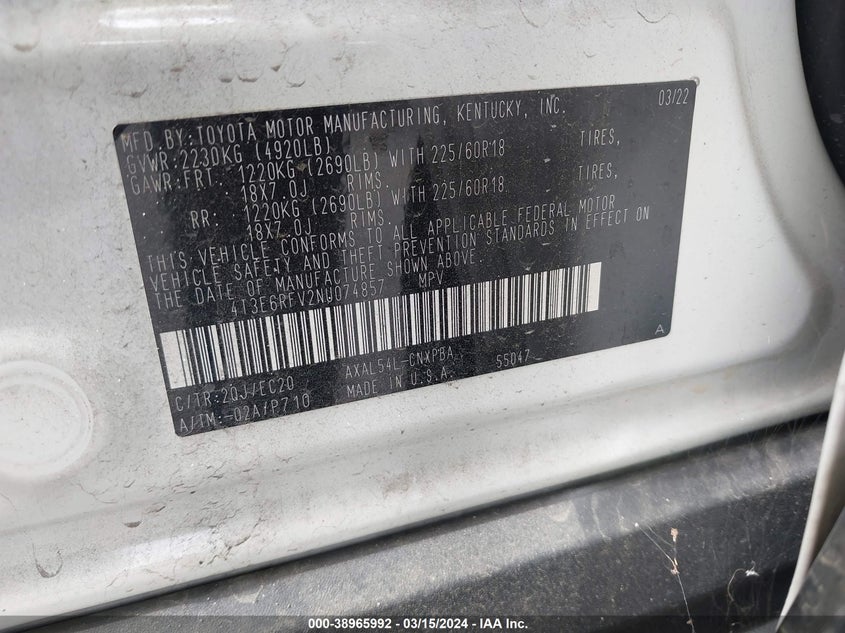 MFD. BY: TOYOTA MOTOR MANUFACTURING, KENTUCKY, INC. 03/22
GVWR: 2230KG (4920LB)
GAWR: FRT. 1220KG (2690LB) WITH 225/60R18 TIRES,
18X7.0J RIMS.
RR: 1220KG (2690LB) WITH 225/60R18 TIRES,
18X7.0J RIMS.
THIS VEHICLE CONFORMS TO ALL APPLICABLE FEDERAL MOTOR
VEHICLE SAFETY AND THEFT PREVENTION STANDARDS IN EFFECT ON
THE DATE OF MANUFACTURE SHOWN ABOVE.
4T3E6RFV2NU074857 MPV
A
C/TR: 2QJ/EC20 AXAL54L-CNXPBA 55047
A/TM: -02A/P710 MADE IN U.S.A.
000-38965992 — 03/15/2024 — IAA Inc.